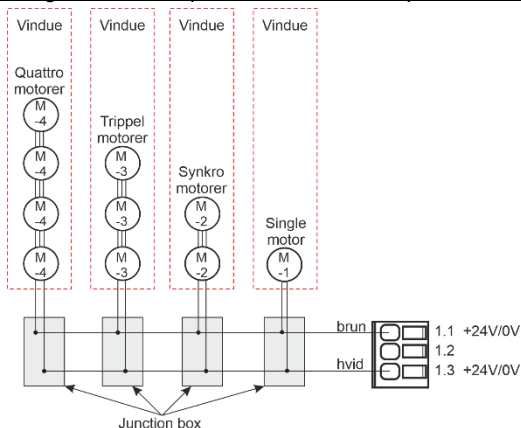 Vindue
Vindue
Vindue
Vindue
Quattro
motorer
M
-4
M
-4
M
-4
M
-4
Trippel
motorer
M
-3
M
-3
M
-3
Synkro
motorer
M
-2
M
-2
Single
motor
M
-1
brun
1.1 +24V/0V
1.2
hvid
1.3 +24V/0V
Junction box